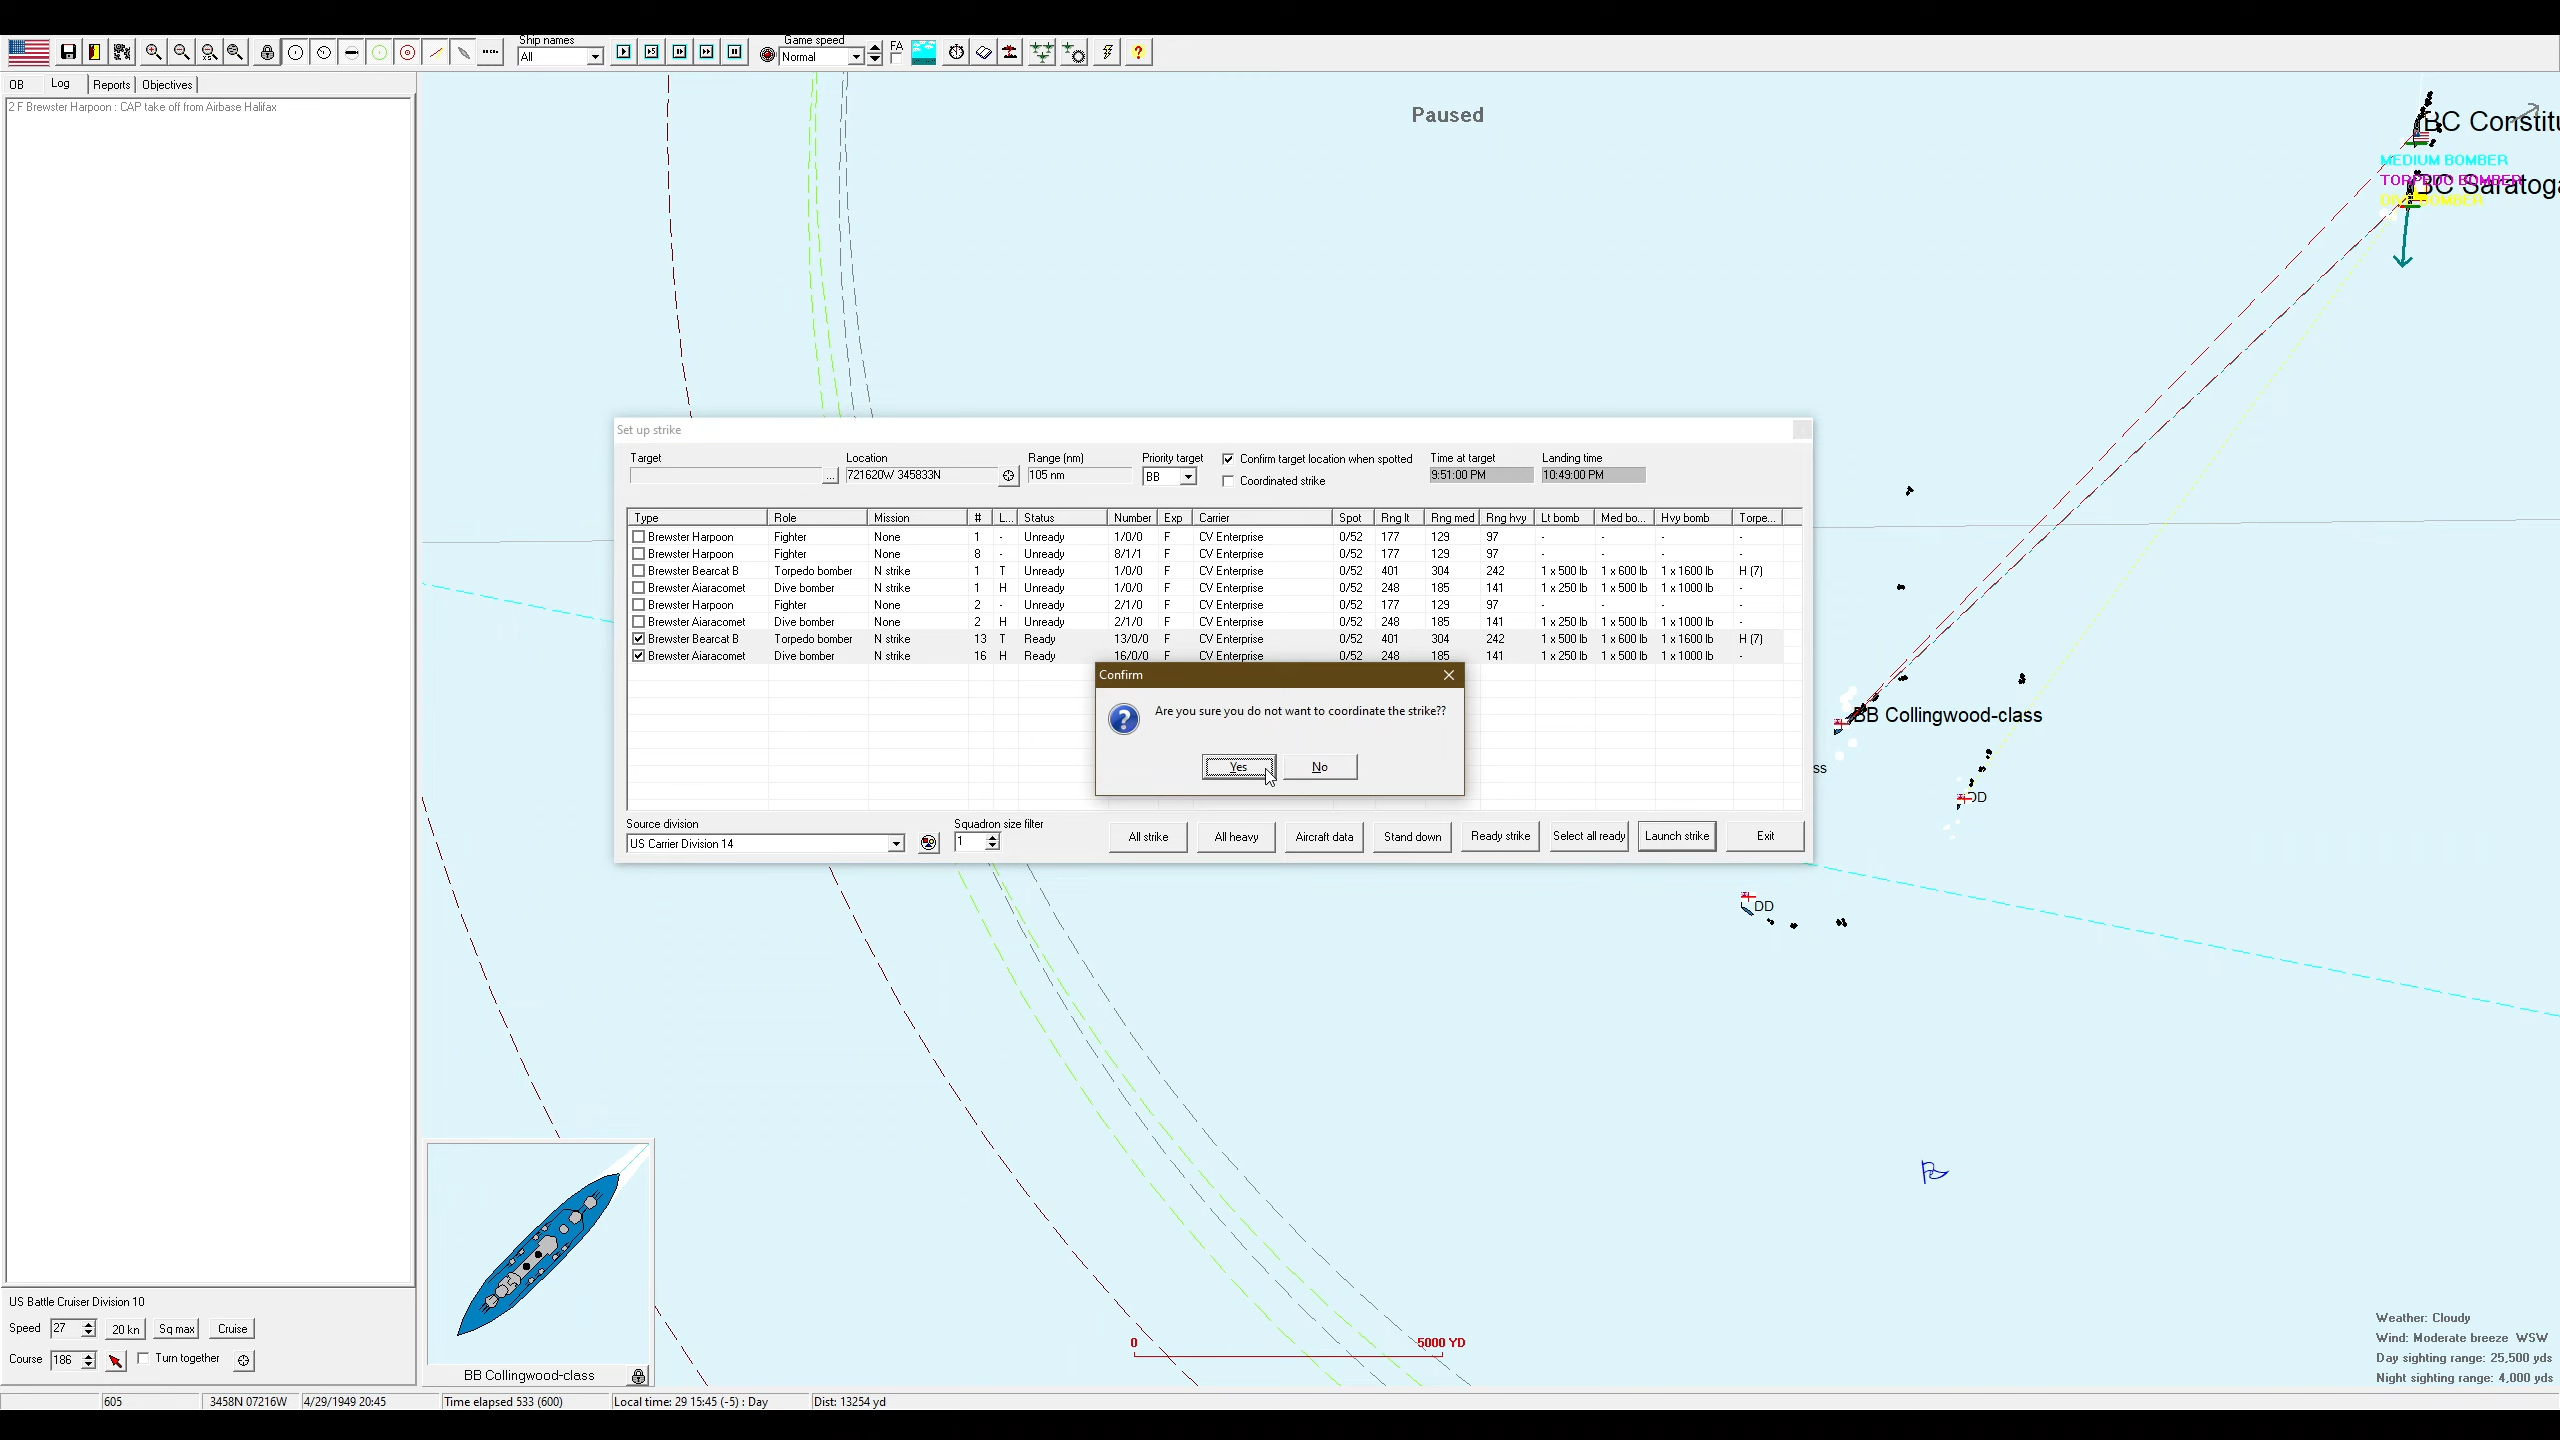 Ship names
Game speed
FA
All
Normal
OB Log Reports Objectives
2 F Brewster Harpoon : CAP take off from Airbase Halifax
Paused
BC Constitu
MEDIUM BOMBER
TORPEDO BOMBER
BC Saratoga
DIVE BOMBER
Set up strike
Target Location Range (nm) Priority target Confirm target location when spotted Time at target Landing time
... 721620W 345833N 105 nm BB Coordinated strike 9:51:00 PM 10:49:00 PM
Type Role Mission # L... Status Number Exp Carrier Spot Rng lt Rng med Rng hvy Lt bomb Med bo... Hvy bomb Torpe...
Brewster Harpoon Fighter None 1 - Unready 1/0/0 F CV Enterprise 0/52 177 129 97 - - - -
Brewster Harpoon Fighter None 8 - Unready 8/1/1 F CV Enterprise 0/52 177 129 97 - - - -
Brewster Bearcat B Torpedo bomber N strike 1 T Unready 1/0/0 F CV Enterprise 0/52 401 304 242 1 x 500 lb 1 x 600 lb 1 x 1600 lb H (7)
Brewster Aiaracomet Dive bomber N strike 1 H Unready 1/0/0 F CV Enterprise 0/52 248 185 141 1 x 250 lb 1 x 500 lb 1 x 1000 lb -
Brewster Harpoon Fighter None 2 - Unready 2/1/0 F CV Enterprise 0/52 177 129 97 - - - -
Brewster Aiaracomet Dive bomber None 2 H Unready 2/1/0 F CV Enterprise 0/52 248 185 141 1 x 250 lb 1 x 500 lb 1 x 1000 lb -
Brewster Bearcat B Torpedo bomber N strike 13 T Ready 13/0/0 F CV Enterprise 0/52 401 304 242 1 x 500 lb 1 x 600 lb 1 x 1600 lb H (7)
Brewster Aiaracomet Dive bomber N strike 16 H Ready 16/0/0 F CV Enterprise 0/52 248 185 141 1 x 250 lb 1 x 500 lb 1 x 1000 lb -
Confirm
Are you sure you do not want to coordinate the strike??
Yes No
BB Collingwood-class
ss
DD
Source division Squadron size filter
US Carrier Division 14 1 All strike All heavy Aircraft data Stand down Ready strike Select all ready Launch strike Exit
DD
US Battle Cruiser Division 10
Speed 27 20 kn Sq max Cruise
Course 186 Turn together
BB Collingwood-class
0 5000 YD
Weather: Cloudy
Wind: Moderate breeze WSW
Day sighting range: 25,500 yds
Night sighting range: 4,000 yds
605 3458N 07216W 4/29/1949 20:45 Time elapsed 533 (600) Local time: 29 15:45 (-5) : Day Dist: 13254 yd